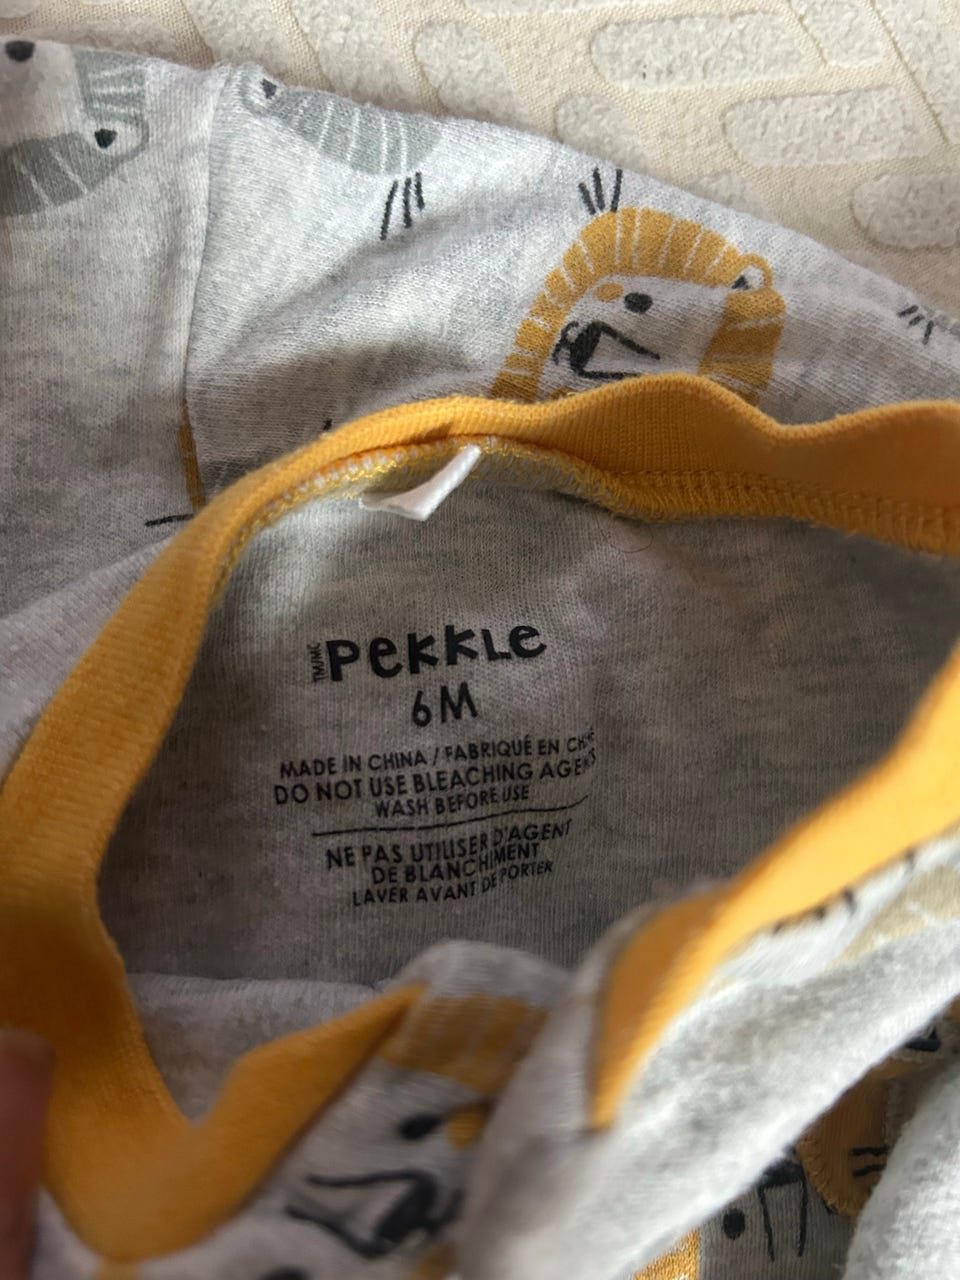 TM/MC Pekkle
6M
MADE IN CHINA / FABRIQUÉ EN CHINE
DO NOT USE BLEACHING AGENTS
WASH BEFORE USE
NE PAS UTILISER D'AGENT
DE BLANCHIMENT
LAVER AVANT DE PORTER